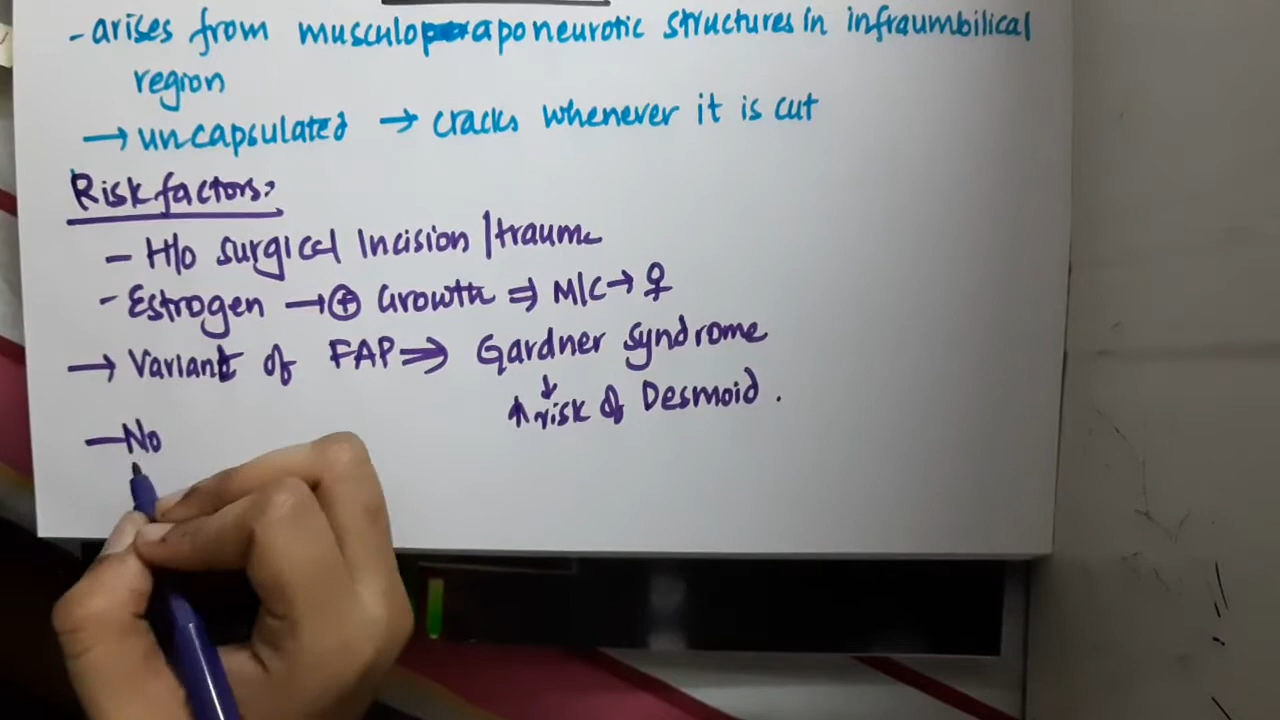 - arises from musculoaponeurotic structures in infraumbilical
region
→ uncapsulated → cracks whenever it is cut
Risk factors:
- H/o surgical Incision/trauma
- Estrogen → ⊕ Growth ⇒ M/C → ♀
→ Variant of FAP ⇒ Gardner syndrome
↓
↑ risk of Desmoid.
- No